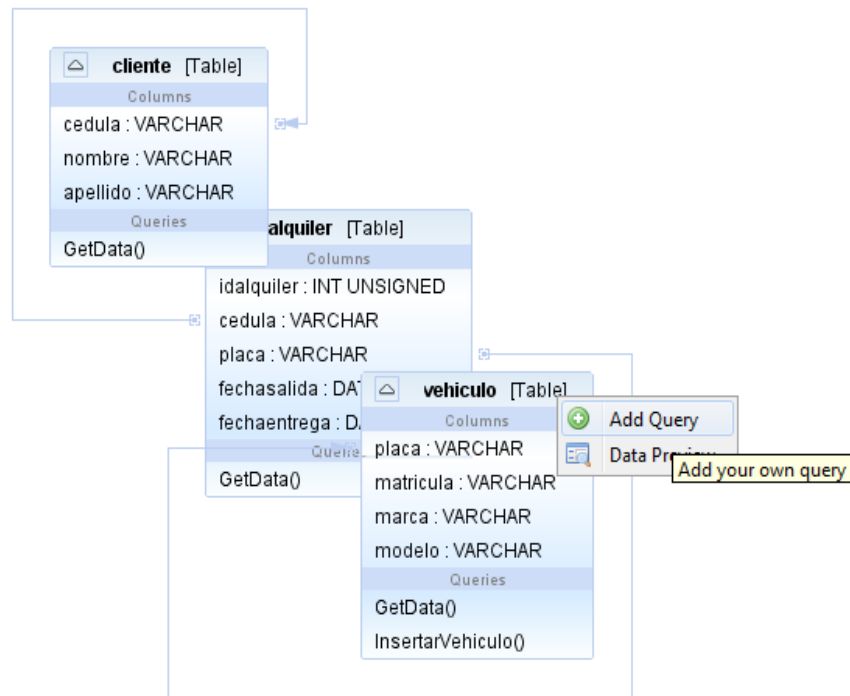 cliente [Table]
Columns
cedula : VARCHAR
nombre : VARCHAR
apellido : VARCHAR
Queries
GetData()
alquiler [Table]
Columns
idalquiler : INT UNSIGNED
cedula : VARCHAR
placa : VARCHAR
fechasalida :
fechaentrega :
GetData()
vehiculo [Table]
Columns
placa : VARCHAR
matricula : VARCHAR
marca : VARCHAR
modelo : VARCHAR
Queries
GetData()
InsertarVehiculo()
Add Query
Data
Add your own query